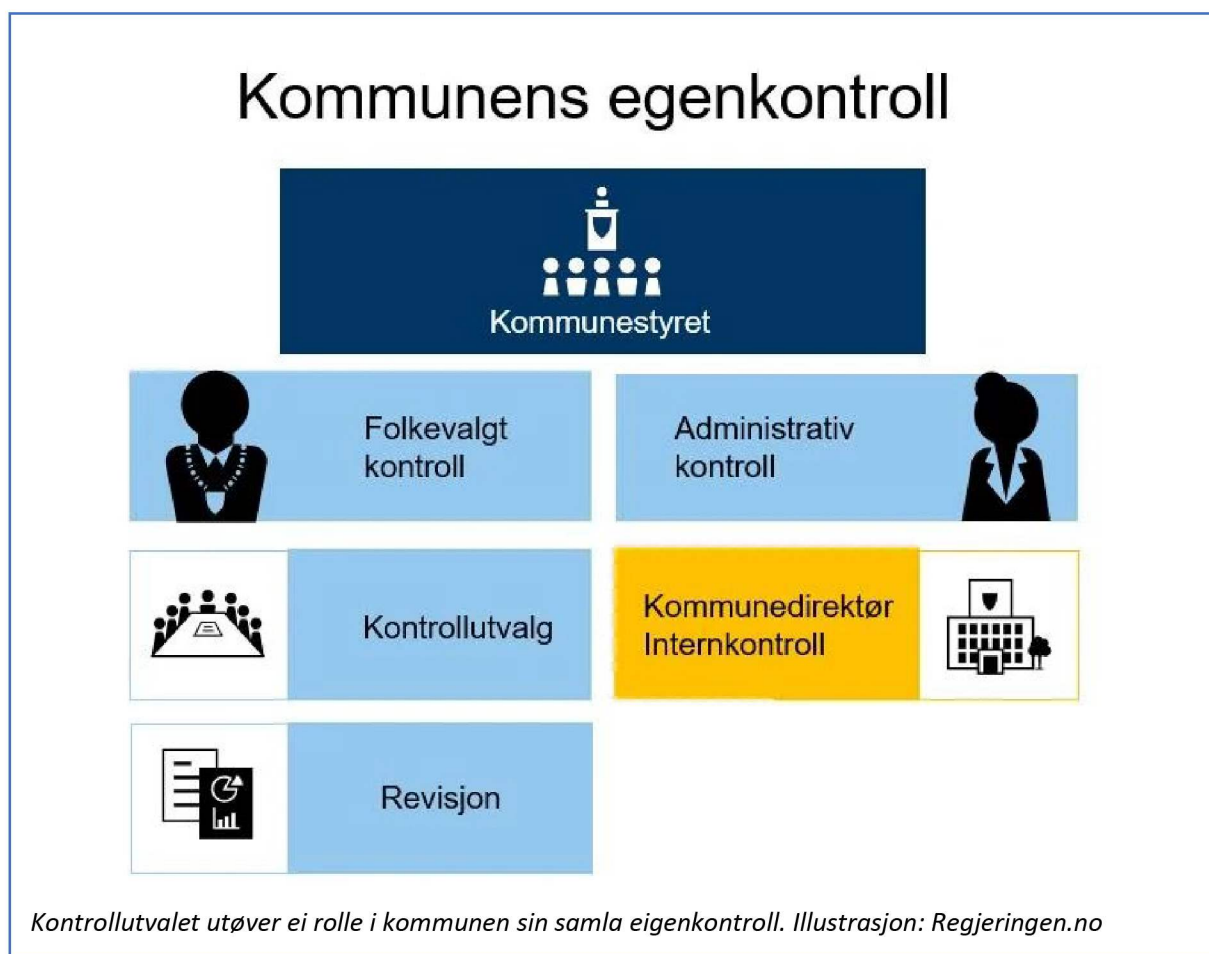 Kommunens egenkontroll
Kommunestyret
Folkevalgt
kontroll
Administrativ
kontroll
Kontrollutvalg
Kommunedirektør
Internkontroll
Revisjon
Kontrollutvalet utøver ei rolle i kommunen sin samla eigenkontroll. Illustrasjon: Regjeringen.no